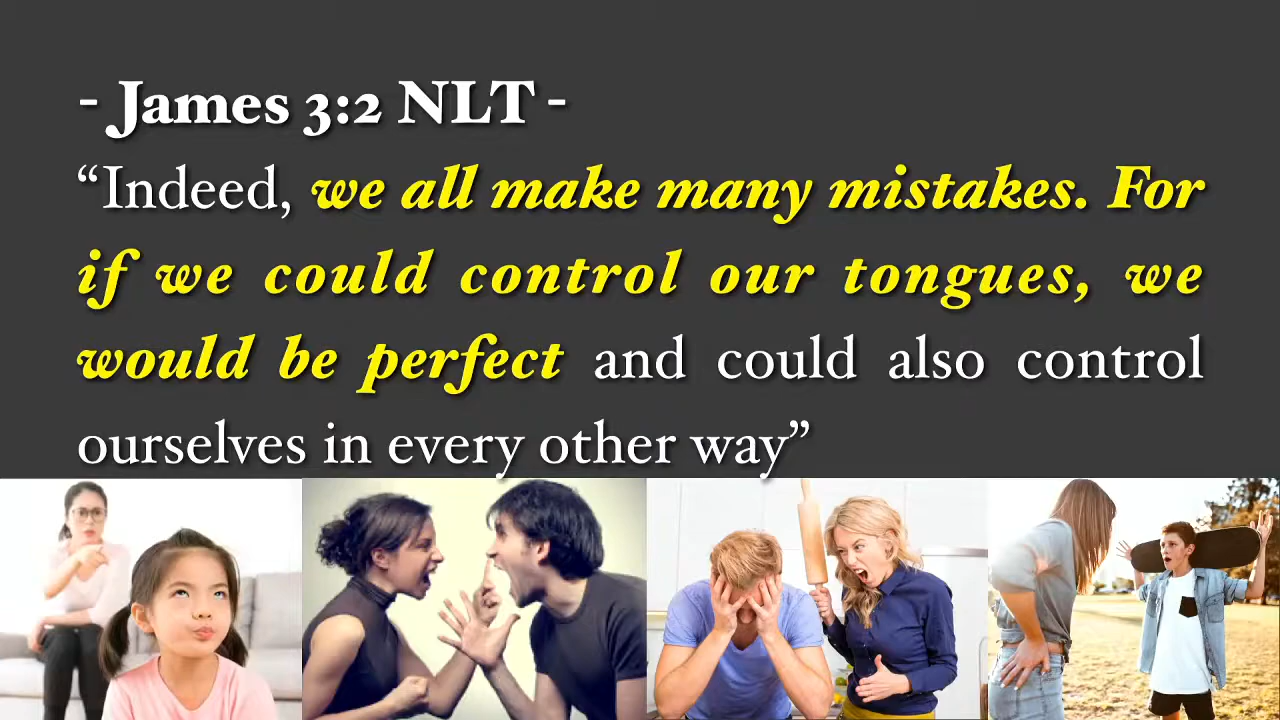 - James 3:2 NLT -
“Indeed, we all make many mistakes. For
if we could control our tongues, we
would be perfect and could also control
ourselves in every other way”